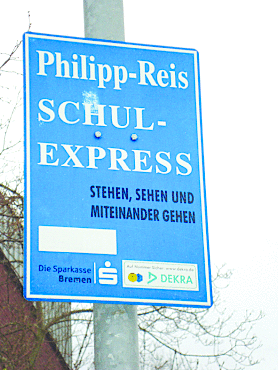 Philipp-Reis
SCHUL-
EXPRESS
STEHEN, SEHEN UND
MITEINANDER GEHEN
Die Sparkasse
Bremen
DEKRA